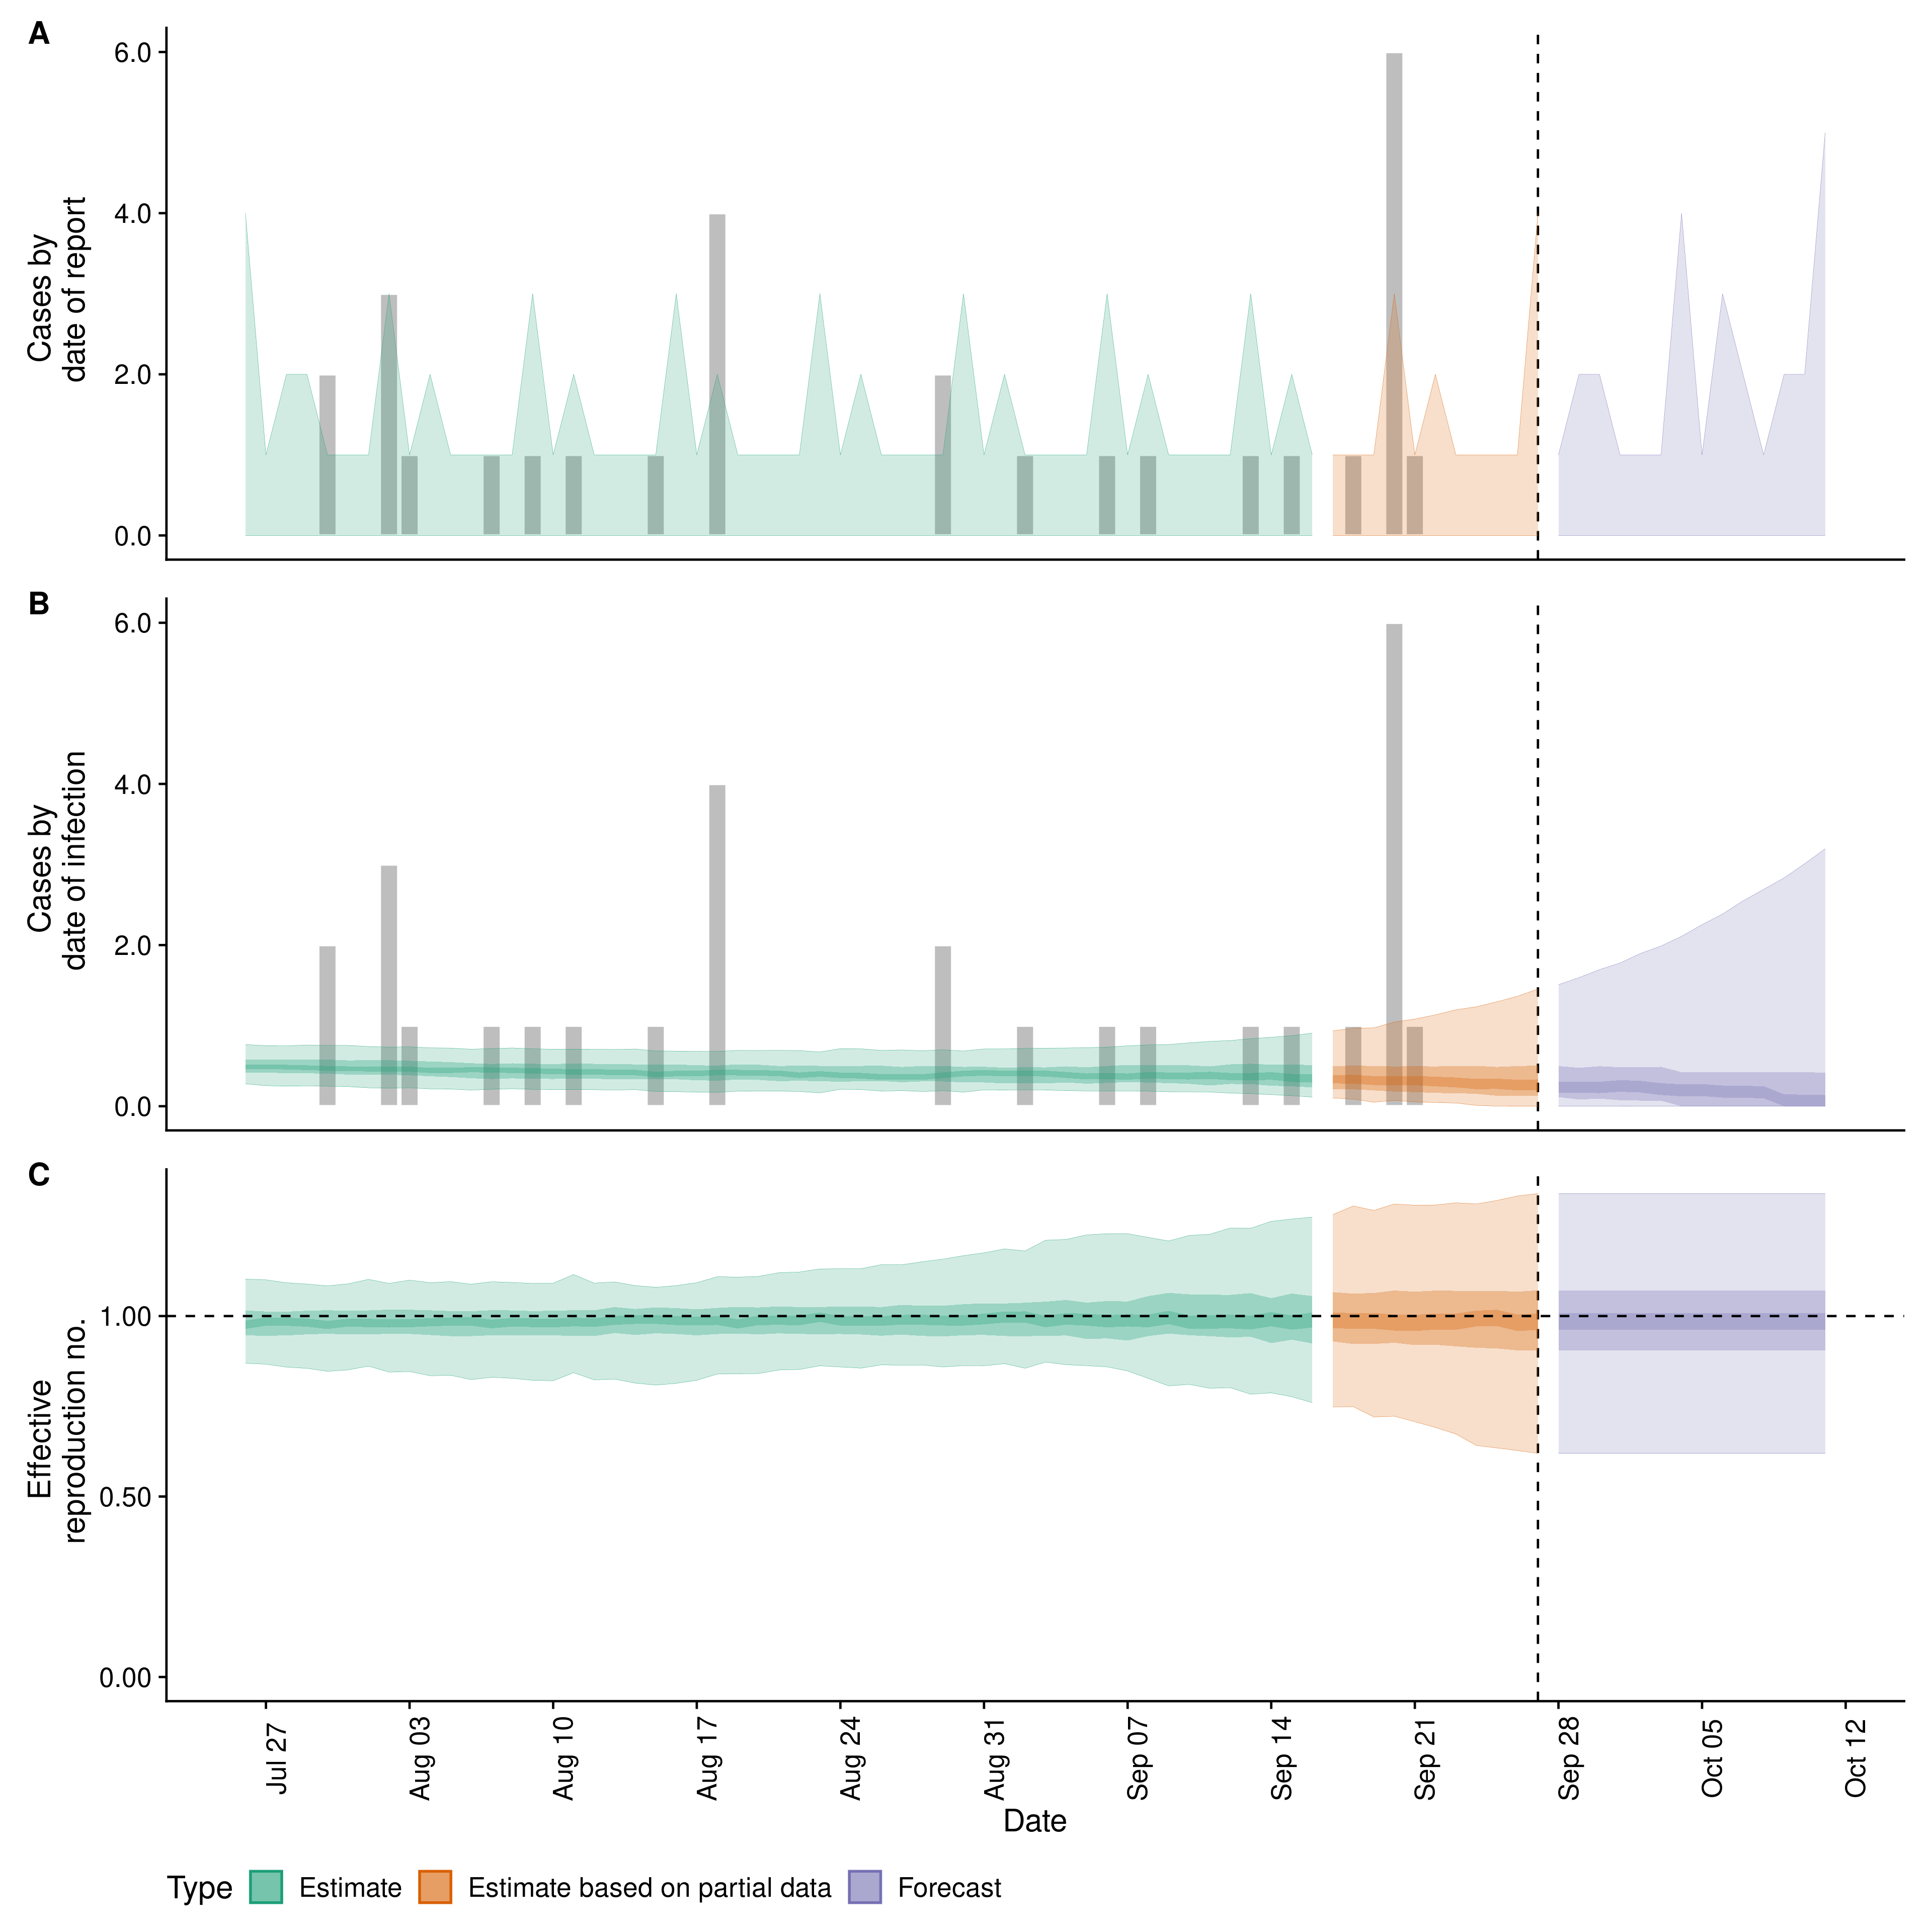 A
6.0
4.0
2.0
0.0
Cases by
date of report
B
6.0
4.0
2.0
0.0
Cases by
date of infection
C
1.00
0.50
0.00
Effective
reproduction no.
Jul 27
Aug 03
Aug 10
Aug 17
Aug 24
Aug 31
Sep 07
Sep 14
Sep 21
Sep 28
Oct 05
Oct 12
Date
Type Estimate Estimate based on partial data Forecast